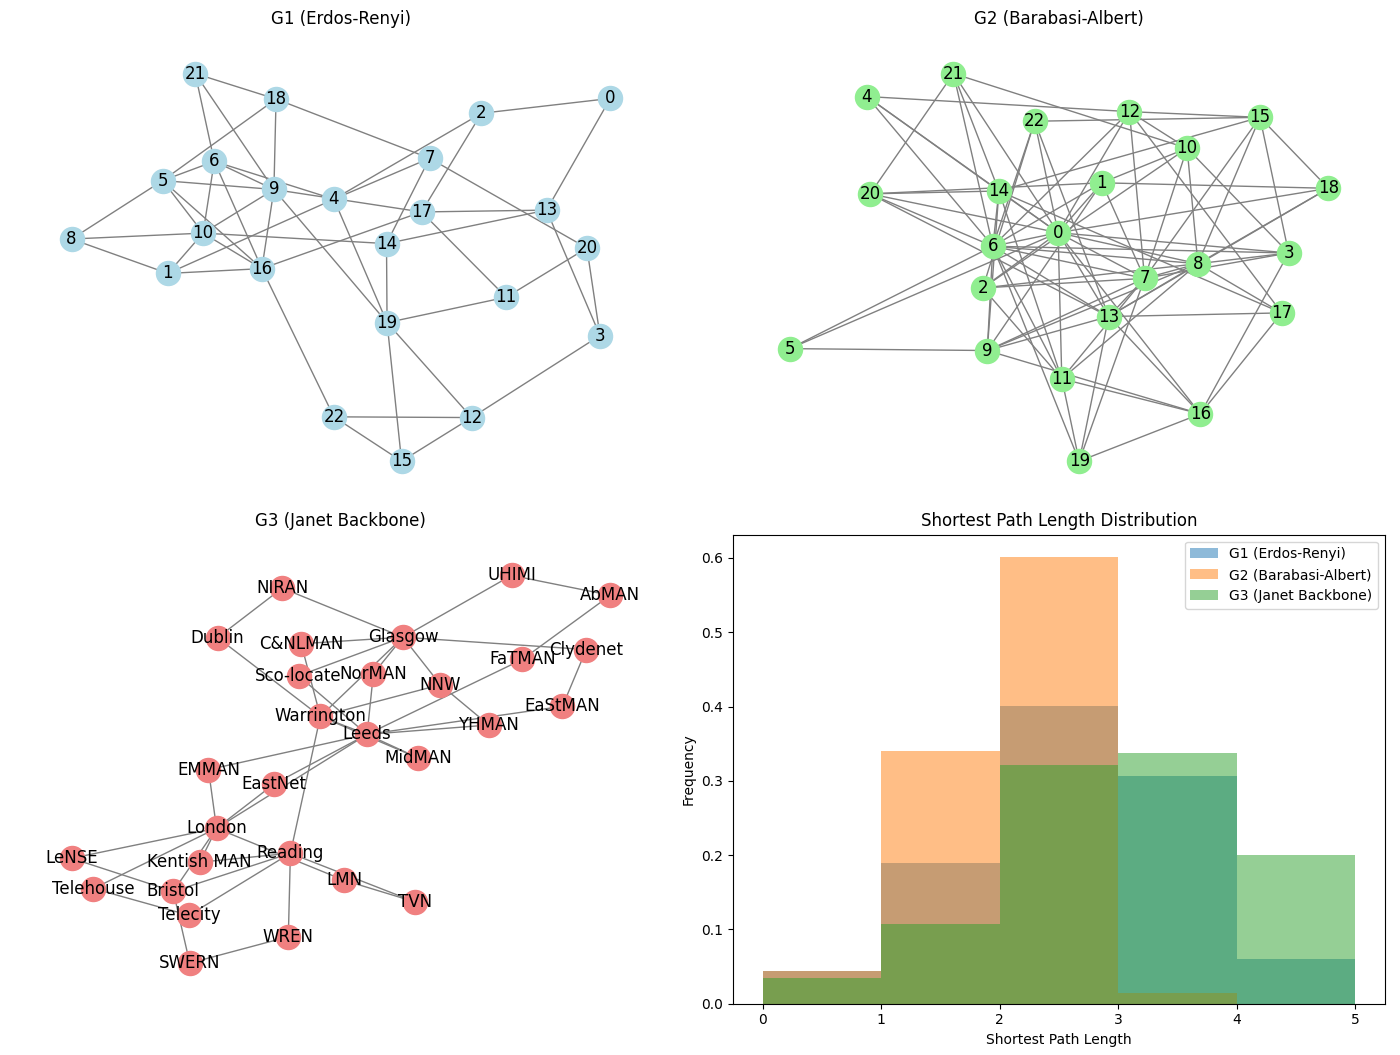 G1 (Erdos-Renyi)
21
18
0
2
6
7
5
9
4
17
13
8
10
14
20
1
16
11
19
3
22
12
15
G2 (Barabasi-Albert)
21
4
12
22
15
10
14
1
20
18
0
6
3
8
2
7
13
17
5
9
11
16
19
G3 (Janet Backbone)
UHIMI
NIRAN
AbMAN
Dublin
Glasgow
C&NLMAN
Clydenet
FaTMAN
Sco-locate
NorMAN
NNW
EaStMAN
Warrington
YHMAN
Leeds
MidMAN
EMMAN
EastNet
London
Reading
LeNSE
Kentish MAN
LMN
Telehouse
Bristol
TVN
Telecity
WREN
SWERN
Shortest Path Length Distribution
G1 (Erdos-Renyi)
G2 (Barabasi-Albert)
G3 (Janet Backbone)
0.6
0.5
0.4
0.3
0.2
0.1
0.0
Frequency
0 1 2 3 4 5
Shortest Path Length